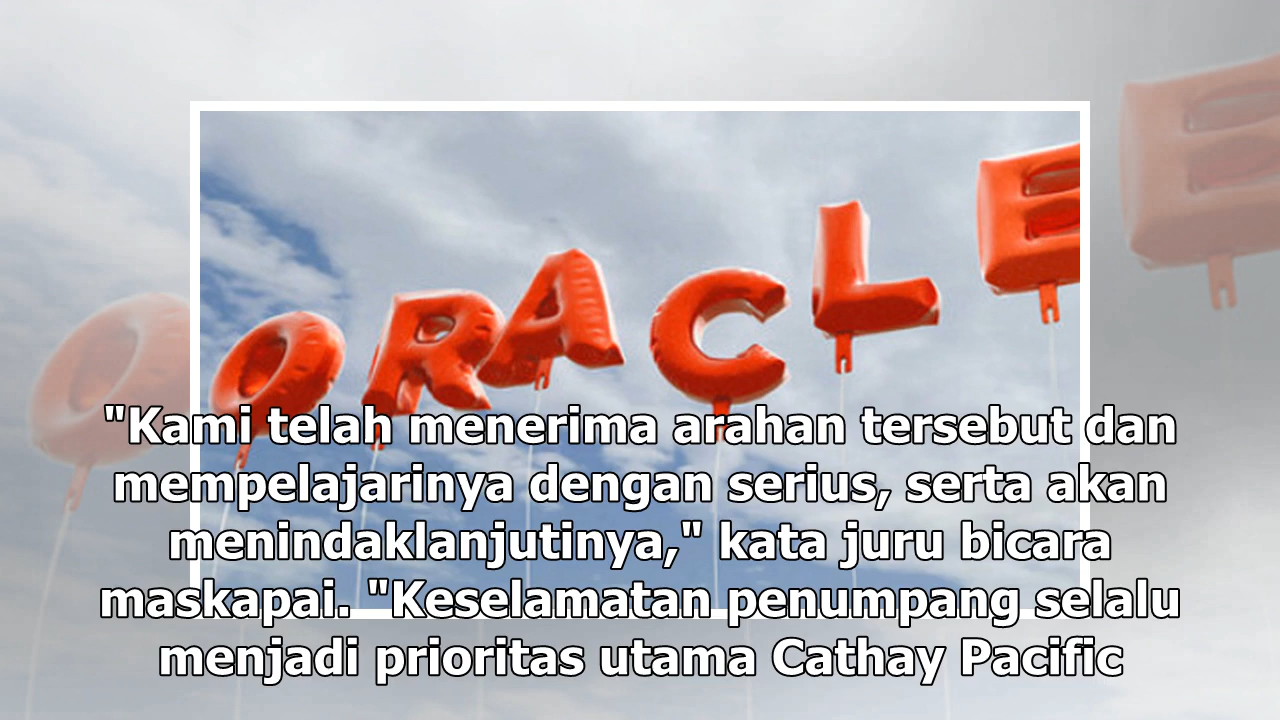 ORACLE
"Kami telah menerima arahan tersebut dan
mempelajarinya dengan serius, serta akan
menindaklanjutinya," kata juru bicara
maskapai. "Keselamatan penumpang selalu
menjadi prioritas utama Cathay Pacific